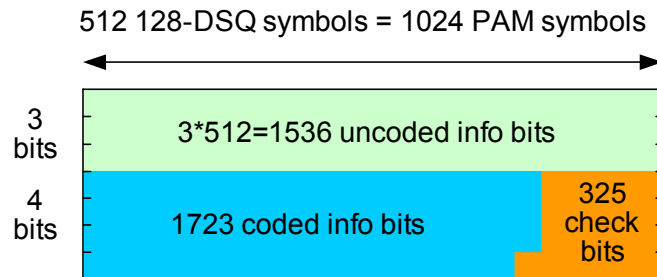 512 128-DSQ symbols = 1024 PAM symbols
3
bits
3*512=1536 uncoded info bits
4
bits
1723 coded info bits
325
check
bits